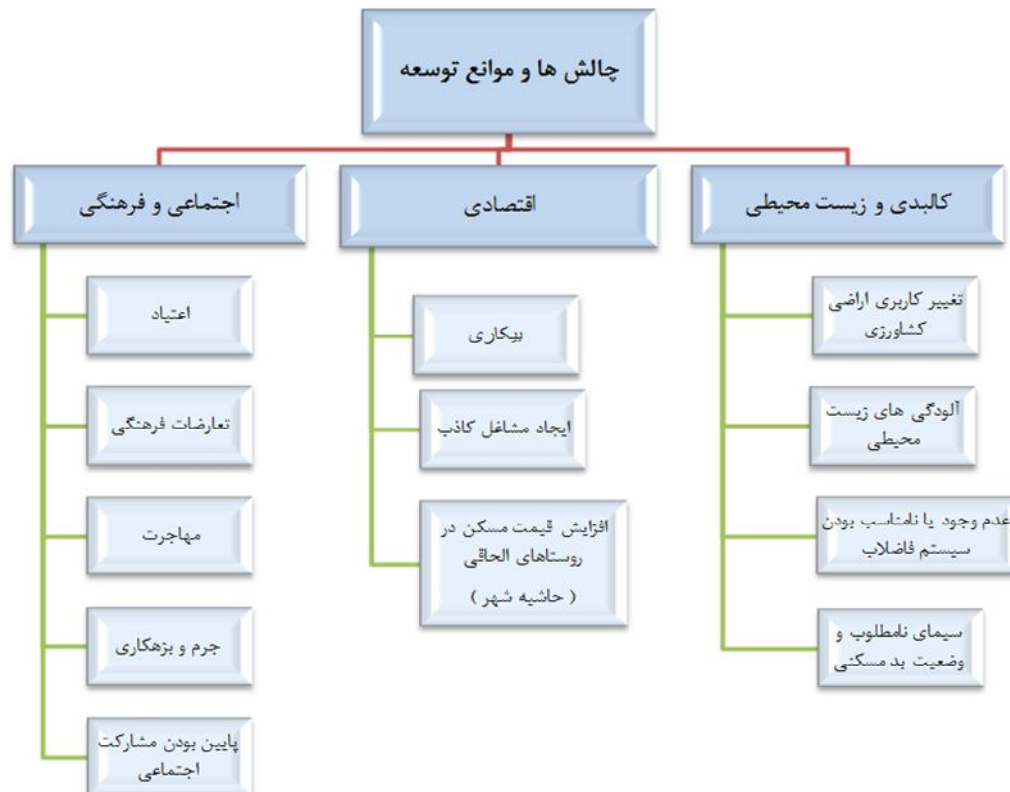 چالش ها و موانع توسعه
کالبدی و زیست محیطی
تغییر کاربری اراضی
کشاورزی
آلودگی های زیست
محیطی
عدم وجود یا نامناسب بودن
سیستم فاضلاب
سیمای نامطلوب و
وضعیت بد مسکنی
اقتصادی
بیکاری
ایجاد مشاغل کاذب
افزایش قیمت مسکن در
روستاهای الحاقی
( حاشیه شهر )
اجتماعی و فرهنگی
اعتیاد
تعارضات فرهنگی
مهاجرت
جرم و بزهکاری
پایین بودن مشارکت
اجتماعی